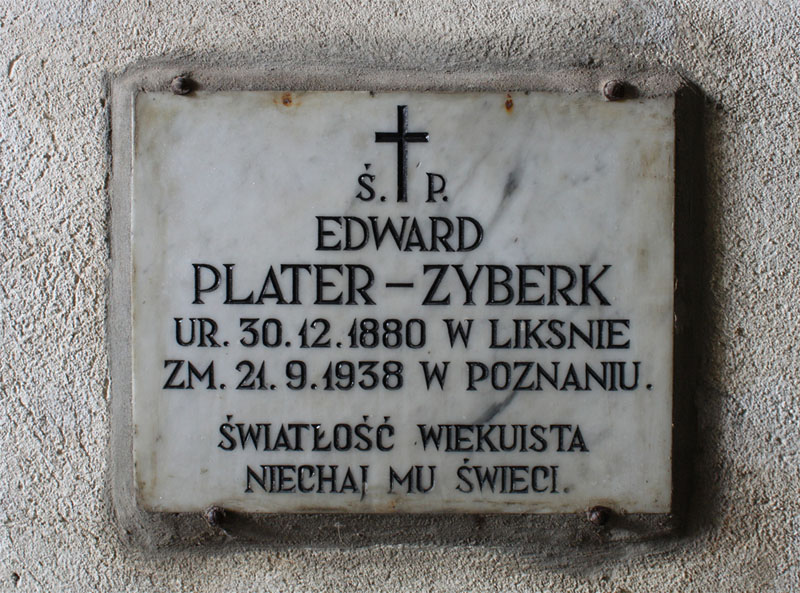 Ś. P.
EDWARD
PLATER-ZYBERK
UR. 30.12.1880 W LIKSNIE
ZM. 21.9.1938 W POZNANIU.
ŚWIATŁOŚĆ WIEKUISTA
NIECHAJ MU ŚWIECI.